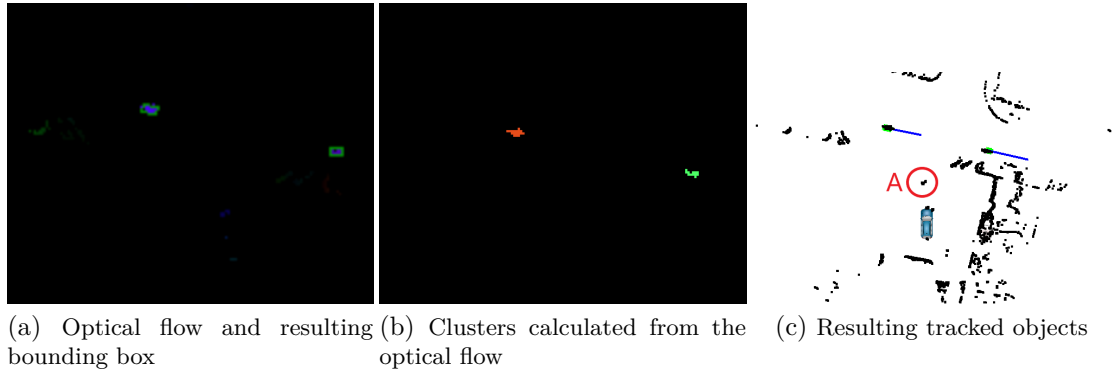 A
(a) Optical flow and resulting
bounding box
(b) Clusters calculated from the
optical flow
(c) Resulting tracked objects